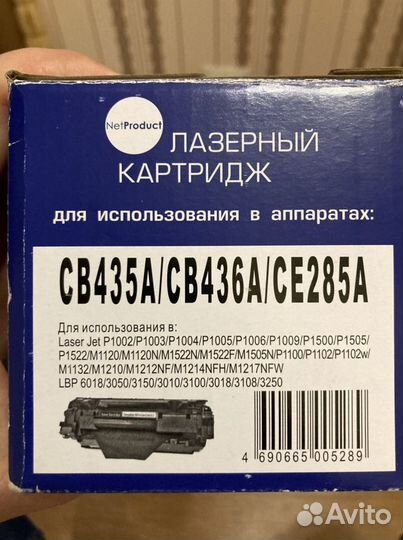 NetProduct
ЛАЗЕРНЫЙ
КАРТРИДЖ
для использования в аппаратах:
CB435A/CB436A/CE285A
Для использования в:
Laser Jet P1002/P1003/P1004/P1005/P1006/P1009/P1500/P1505/
P1522/M1120/M1120N/M1522N/M1522F/M1505N/P1100/P1102/P1102w/
M1132/M1210/M1212NF/M1214NFH/M1217NFW
LBP 6018/3050/3150/3010/3100/3018/3108/3250
4 690665 005289
Avito